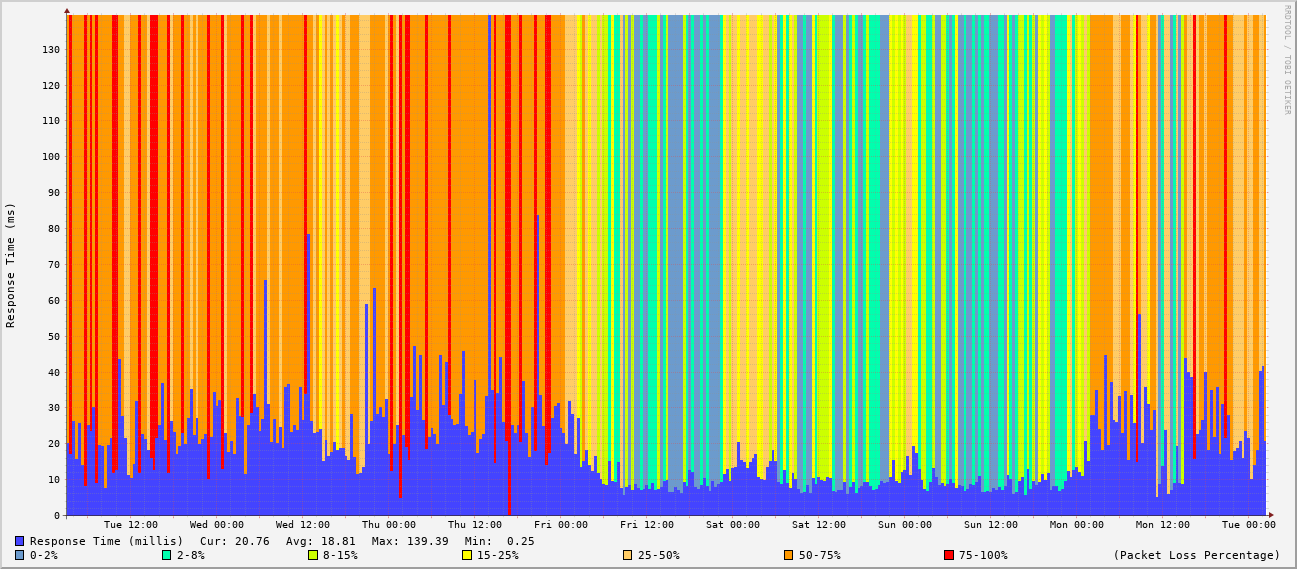 RRDTOOL / TOBI OETIKER
Response Time (ms)
130
120
110
100
90
80
70
60
50
40
30
20
10
0
Tue 12:00 Wed 00:00 Wed 12:00 Thu 00:00 Thu 12:00 Fri 00:00 Fri 12:00 Sat 00:00 Sat 12:00 Sun 00:00 Sun 12:00 Mon 00:00 Mon 12:00 Tue 00:00
Response Time (millis) Cur: 20.76 Avg: 18.81 Max: 139.39 Min: 0.25
0-2% 2-8% 8-15% 15-25% 25-50% 50-75% 75-100% (Packet Loss Percentage)